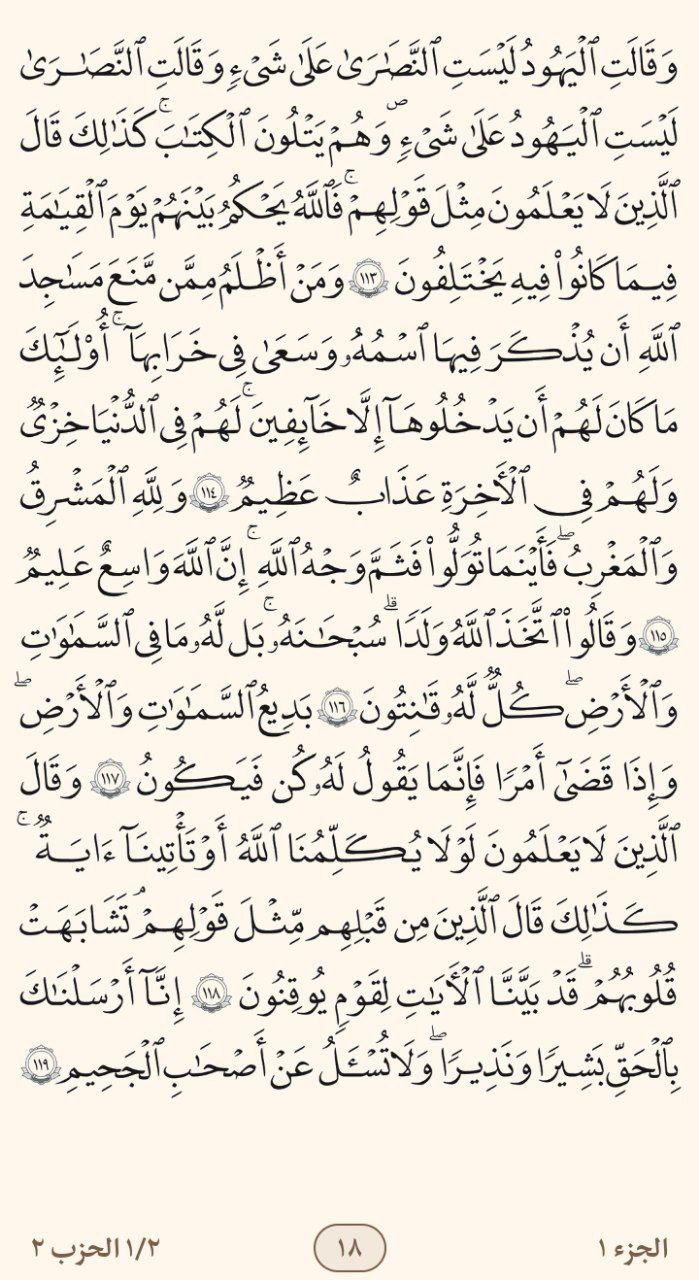 وَقَالَتِ ٱلْيَهُودُ لَيْسَتِ ٱلنَّصَـٰرَىٰ عَلَىٰ شَىْءٍۢ وَقَالَتِ ٱلنَّصَـٰرَىٰ
لَيْسَتِ ٱلْيَهُودُ عَلَىٰ شَىْءٍۢ ۙ وَهُمْ يَتْلُونَ ٱلْكِتَـٰبَ ۗ كَذَٰلِكَ قَالَ
ٱلَّذِينَ لَا يَعْلَمُونَ مِثْلَ قَوْلِهِمْ ۚ فَٱللَّهُ يَحْكُمُ بَيْنَهُمْ يَوْمَ ٱلْقِيَـٰمَةِ
فِيمَا كَانُوا۟ فِيهِ يَخْتَلِفُونَ ١١٣ وَمَنْ أَظْلَمُ مِمَّن مَّنَعَ مَسَـٰجِدَ
ٱللَّهِ أَن يُذْكَرَ فِيهَا ٱسْمُهُۥ وَسَعَىٰ فِى خَرَابِهَآ ۚ أُو۟لَـٰٓئِكَ
مَا كَانَ لَهُمْ أَن يَدْخُلُوهَآ إِلَّا خَآئِفِينَ ۚ لَهُمْ فِى ٱلدُّنْيَا خِزْىٌۭ
وَلَهُمْ فِى ٱلْـَٔاخِرَةِ عَذَابٌ عَظِيمٌۭ ١١٤ وَلِلَّهِ ٱلْمَشْرِقُ
وَٱلْمَغْرِبُ ۖ فَأَيْنَمَا تُوَلُّوا۟ فَثَمَّ وَجْهُ ٱللَّهِ ۚ إِنَّ ٱللَّهَ وَٰسِعٌ عَلِيمٌۭ
١١٥ وَقَالُوا۟ ٱتَّخَذَ ٱللَّهُ وَلَدًۭا ۗ سُبْحَـٰنَهُۥ ۚ بَل لَّهُۥ مَا فِى ٱلسَّمَـٰوَٰتِ
وَٱلْأَرْضِ ۖ كُلٌّۭ لَّهُۥ قَـٰنِتُونَ ١١٦ بَدِيعُ ٱلسَّمَـٰوَٰتِ وَٱلْأَرْضِ ۖ
وَإِذَا قَضَىٰٓ أَمْرًۭا فَإِنَّمَا يَقُولُ لَهُۥ كُن فَيَكُونُ ١١٧ وَقَالَ
ٱلَّذِينَ لَا يَعْلَمُونَ لَوْلَا يُكَلِّمُنَا ٱللَّهُ أَوْ تَأْتِينَآ ءَايَةٌۭ ۚ
كَذَٰلِكَ قَالَ ٱلَّذِينَ مِن قَبْلِهِم مِّثْلَ قَوْلِهِمْ ۘ تَشَـٰبَهَتْ
قُلُوبُهُمْ ۗ قَدْ بَيَّنَّا ٱلْـَٔايَـٰتِ لِقَوْمٍۢ يُوقِنُونَ ١١٨ إِنَّآ أَرْسَلْنَـٰكَ
بِٱلْحَقِّ بَشِيرًۭا وَنَذِيرًۭا ۖ وَلَا تُسْـَٔلُ عَنْ أَصْحَـٰبِ ٱلْجَحِيمِ ١١٩
الجزء ١ ١٨ ١/٢ الحزب ٢